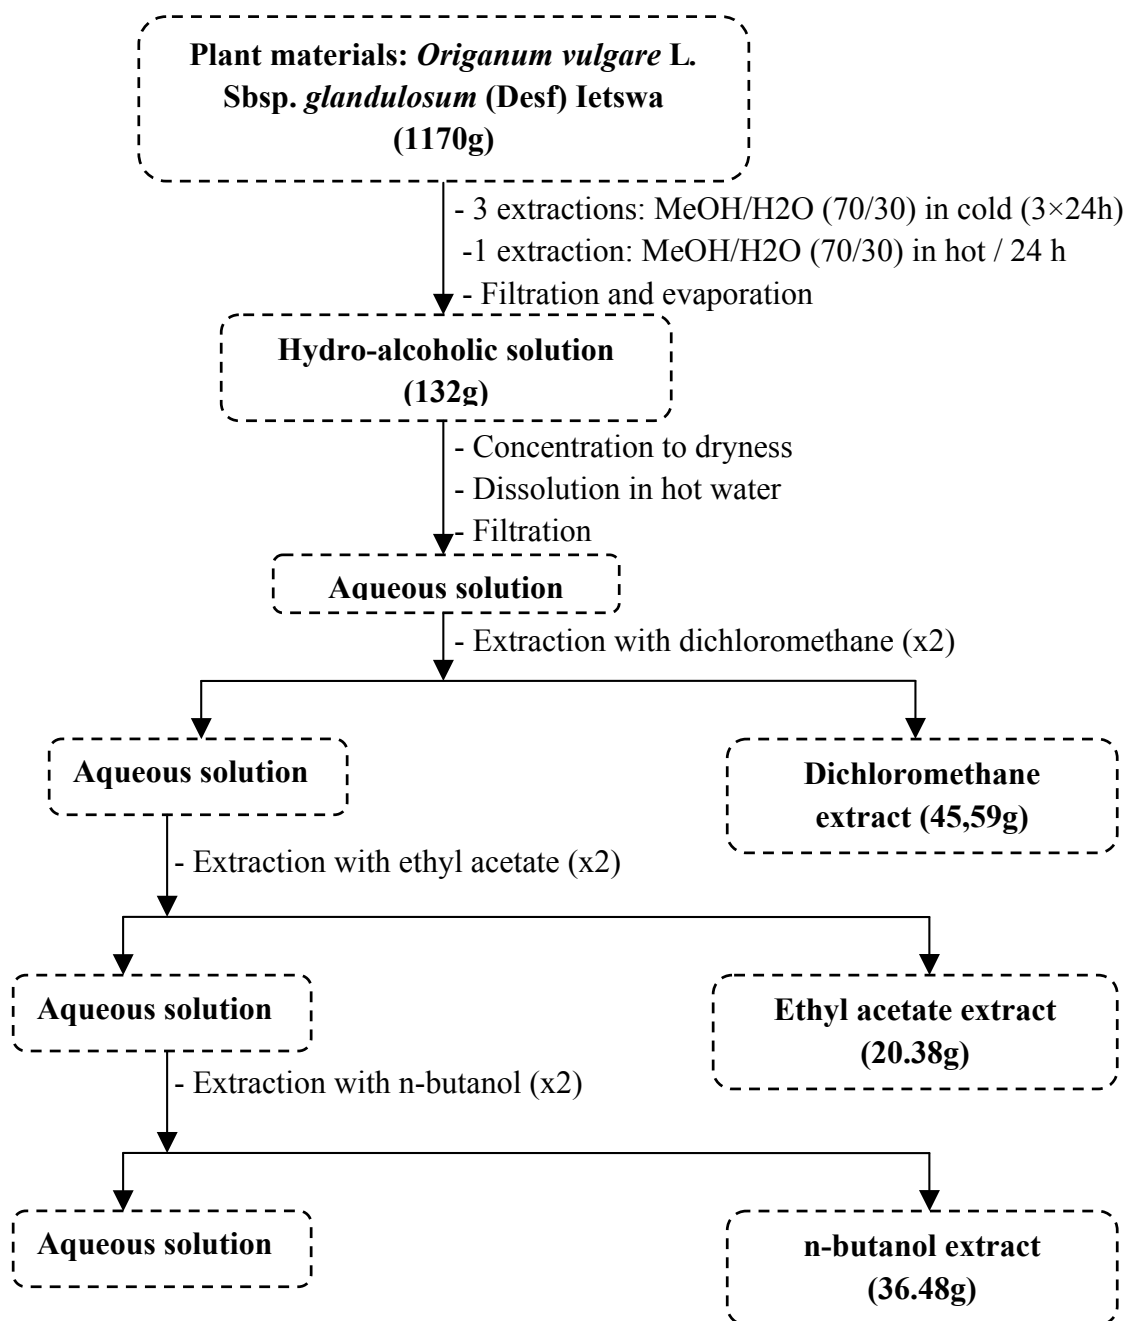 Plant materials: Origanum vulgare L.
Sbsp. glandulosum (Desf) Ietswa
(1170g)
- 3 extractions: MeOH/H2O (70/30) in cold (3×24h)
-1 extraction: MeOH/H2O (70/30) in hot / 24 h
- Filtration and evaporation
Hydro-alcoholic solution
(132g)
- Concentration to dryness
- Dissolution in hot water
- Filtration
Aqueous solution
- Extraction with dichloromethane (x2)
Aqueous solution
Dichloromethane
extract (45,59g)
- Extraction with ethyl acetate (x2)
Aqueous solution
Ethyl acetate extract
(20.38g)
- Extraction with n-butanol (x2)
Aqueous solution
n-butanol extract
(36.48g)